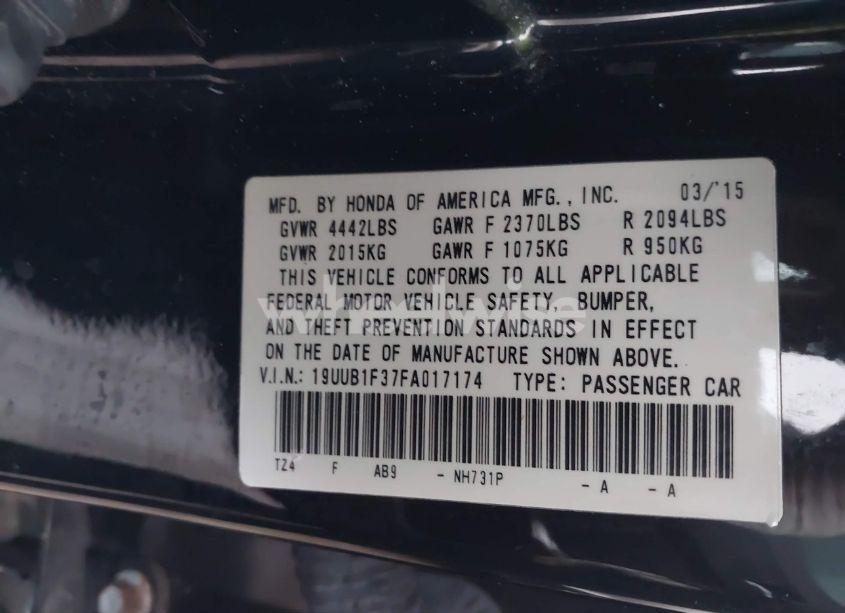 MFD. BY HONDA OF AMERICA MFG., INC. 03/'15
GVWR 4442LBS GAWR F 2370LBS R 2094LBS
GVWR 2015KG GAWR F 1075KG R 950KG
THIS VEHICLE CONFORMS TO ALL APPLICABLE
FEDERAL MOTOR VEHICLE SAFETY, BUMPER,
AND THEFT PREVENTION STANDARDS IN EFFECT
ON THE DATE OF MANUFACTURE SHOWN ABOVE.
V.I.N.: 19UUB1F37FA017174 TYPE: PASSENGER CAR
TZ4 F AB9 - NH731P - A - A